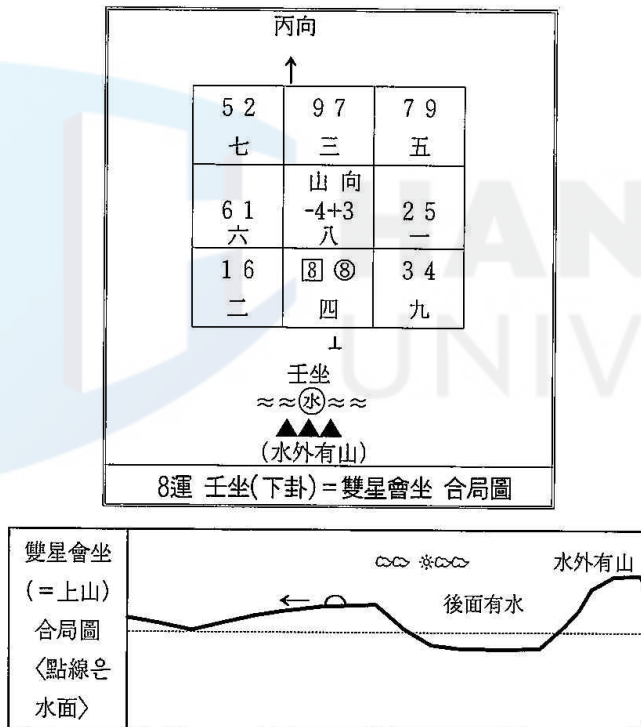 丙向
↑
5 2 9 7 7 9
七 三 五
山 向
6 1 -4+3 2 5
六 八 一
1 6 8 ⑧ 3 4
二 四 九
壬坐
≈≈㊌≈≈
▲▲▲
(水外有山)
8運 壬坐(下卦)=雙星會坐 合局圖
雙星會坐
(=上山)
合局圖
〈點線은
水面〉
水外有山
後面有水
HAN
UNIV